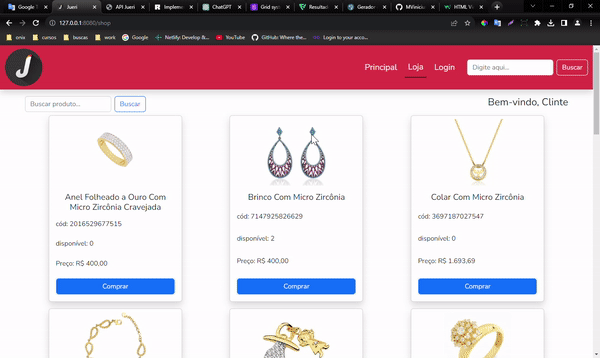 Google T
Jueri
API Jueri
Impleme
ChatGPT
Grid sys
Resultac
Gerador
MVinici
HTML V
127.0.0.1:8080/shop
onix
cursos
buscas
work
Google
Netlify: Develop &...
YouTube
GitHub: Where the...
Login to your acco...
J
Principal
Loja
Login
Digite aqui...
Buscar
Buscar produto...
Buscar
Bem-vindo, Clinte
Anel Folheado a Ouro Com
Micro Zircônia Cravejada
cód: 2016529677515
disponível: 0
Preço: R$ 400,00
Comprar
Brinco Com Micro Zircônia
cód: 7147925826629
disponível: 2
Preço: R$ 400,00
Comprar
Colar Com Micro Zircônia
cód: 3697187027547
disponível: 0
Preço: R$ 1.693,69
Comprar